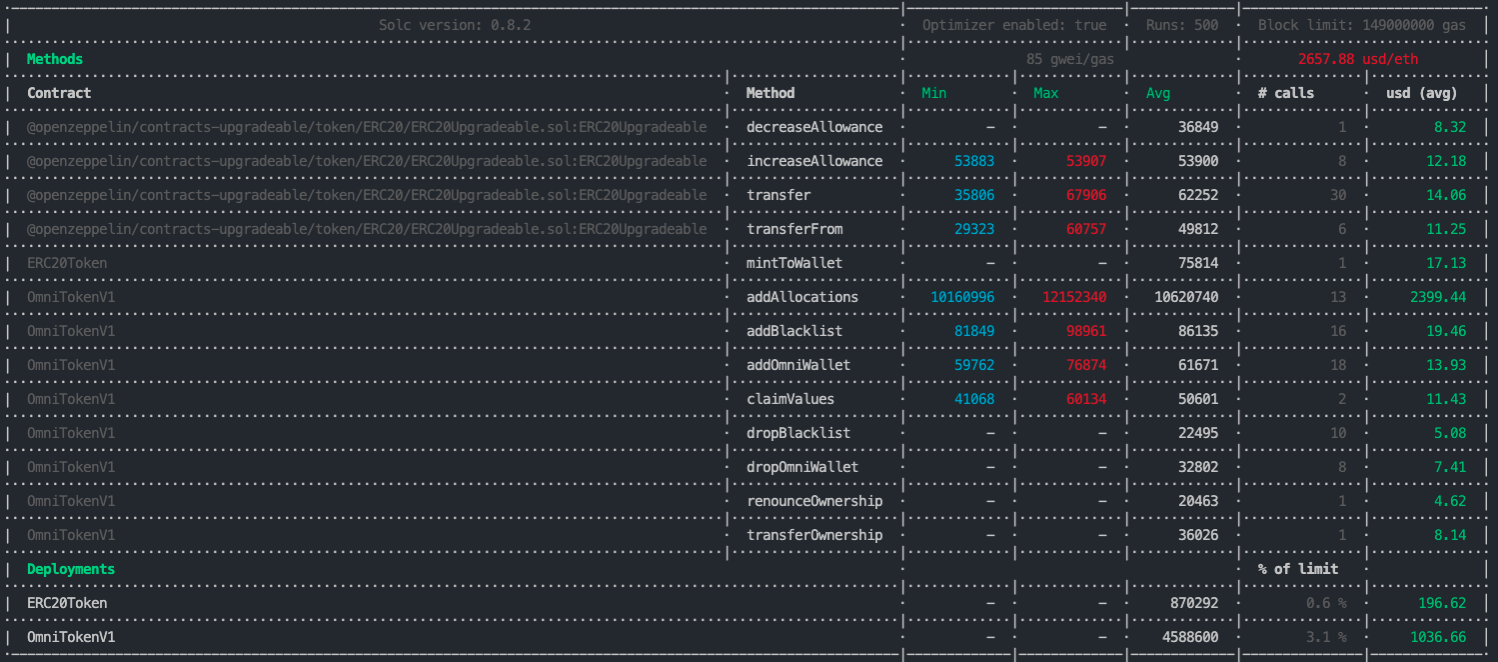 Solc version: 0.8.2 Optimizer enabled: true Runs: 500 Block limit: 149000000 gas
Methods 85 gwei/gas 2657.88 usd/eth
Contract Method Min Max Avg # calls usd (avg)
@openzeppelin/contracts-upgradeable/token/ERC20/ERC20Upgradeable.sol:ERC20Upgradeable decreaseAllowance – – 36849 1 8.32
@openzeppelin/contracts-upgradeable/token/ERC20/ERC20Upgradeable.sol:ERC20Upgradeable increaseAllowance 53883 53907 53900 8 12.18
@openzeppelin/contracts-upgradeable/token/ERC20/ERC20Upgradeable.sol:ERC20Upgradeable transfer 35806 67906 62252 30 14.06
@openzeppelin/contracts-upgradeable/token/ERC20/ERC20Upgradeable.sol:ERC20Upgradeable transferFrom 29323 60757 49812 6 11.25
ERC20Token mintToWallet – – 75814 1 17.13
OmniTokenV1 addAllocations 10160996 12152340 10620740 13 2399.44
OmniTokenV1 addBlacklist 81849 98961 86135 16 19.46
OmniTokenV1 addOmniWallet 59762 76874 61671 18 13.93
OmniTokenV1 claimValues 41068 60134 50601 2 11.43
OmniTokenV1 dropBlacklist – – 22495 10 5.08
OmniTokenV1 dropOmniWallet – – 32802 8 7.41
OmniTokenV1 renounceOwnership – – 20463 1 4.62
OmniTokenV1 transferOwnership – – 36026 1 8.14
Deployments % of limit
ERC20Token – – 870292 0.6 % 196.62
OmniTokenV1 – – 4588600 3.1 % 1036.66